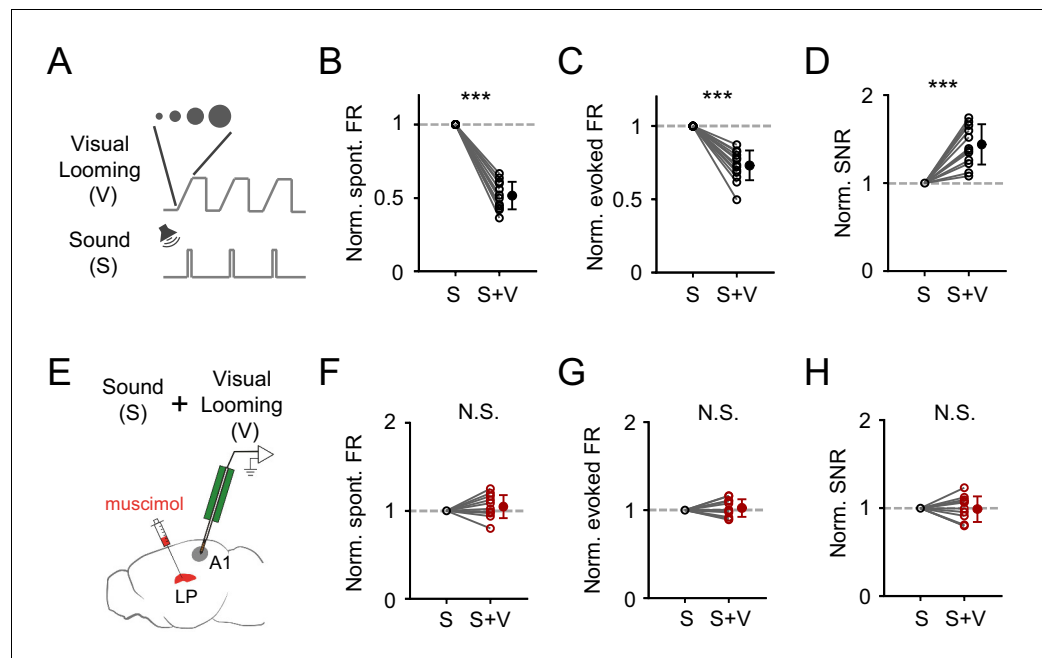 A
Visual
Looming
(V)
Sound
(S)
B
***
Norm. spont. FR
1
0.5
0
S S+V
C
***
Norm. evoked FR
1
0.5
0
S S+V
D
***
Norm. SNR
2
1
0
S S+V
E
Sound
(S)
+
Visual
Looming
(V)
muscimol
A1
LP
F
N.S.
Norm. spont. FR
2
1
0
S S+V
G
N.S.
Norm. evoked FR
2
1
0
S S+V
H
N.S.
Norm. SNR
2
1
0
S S+V